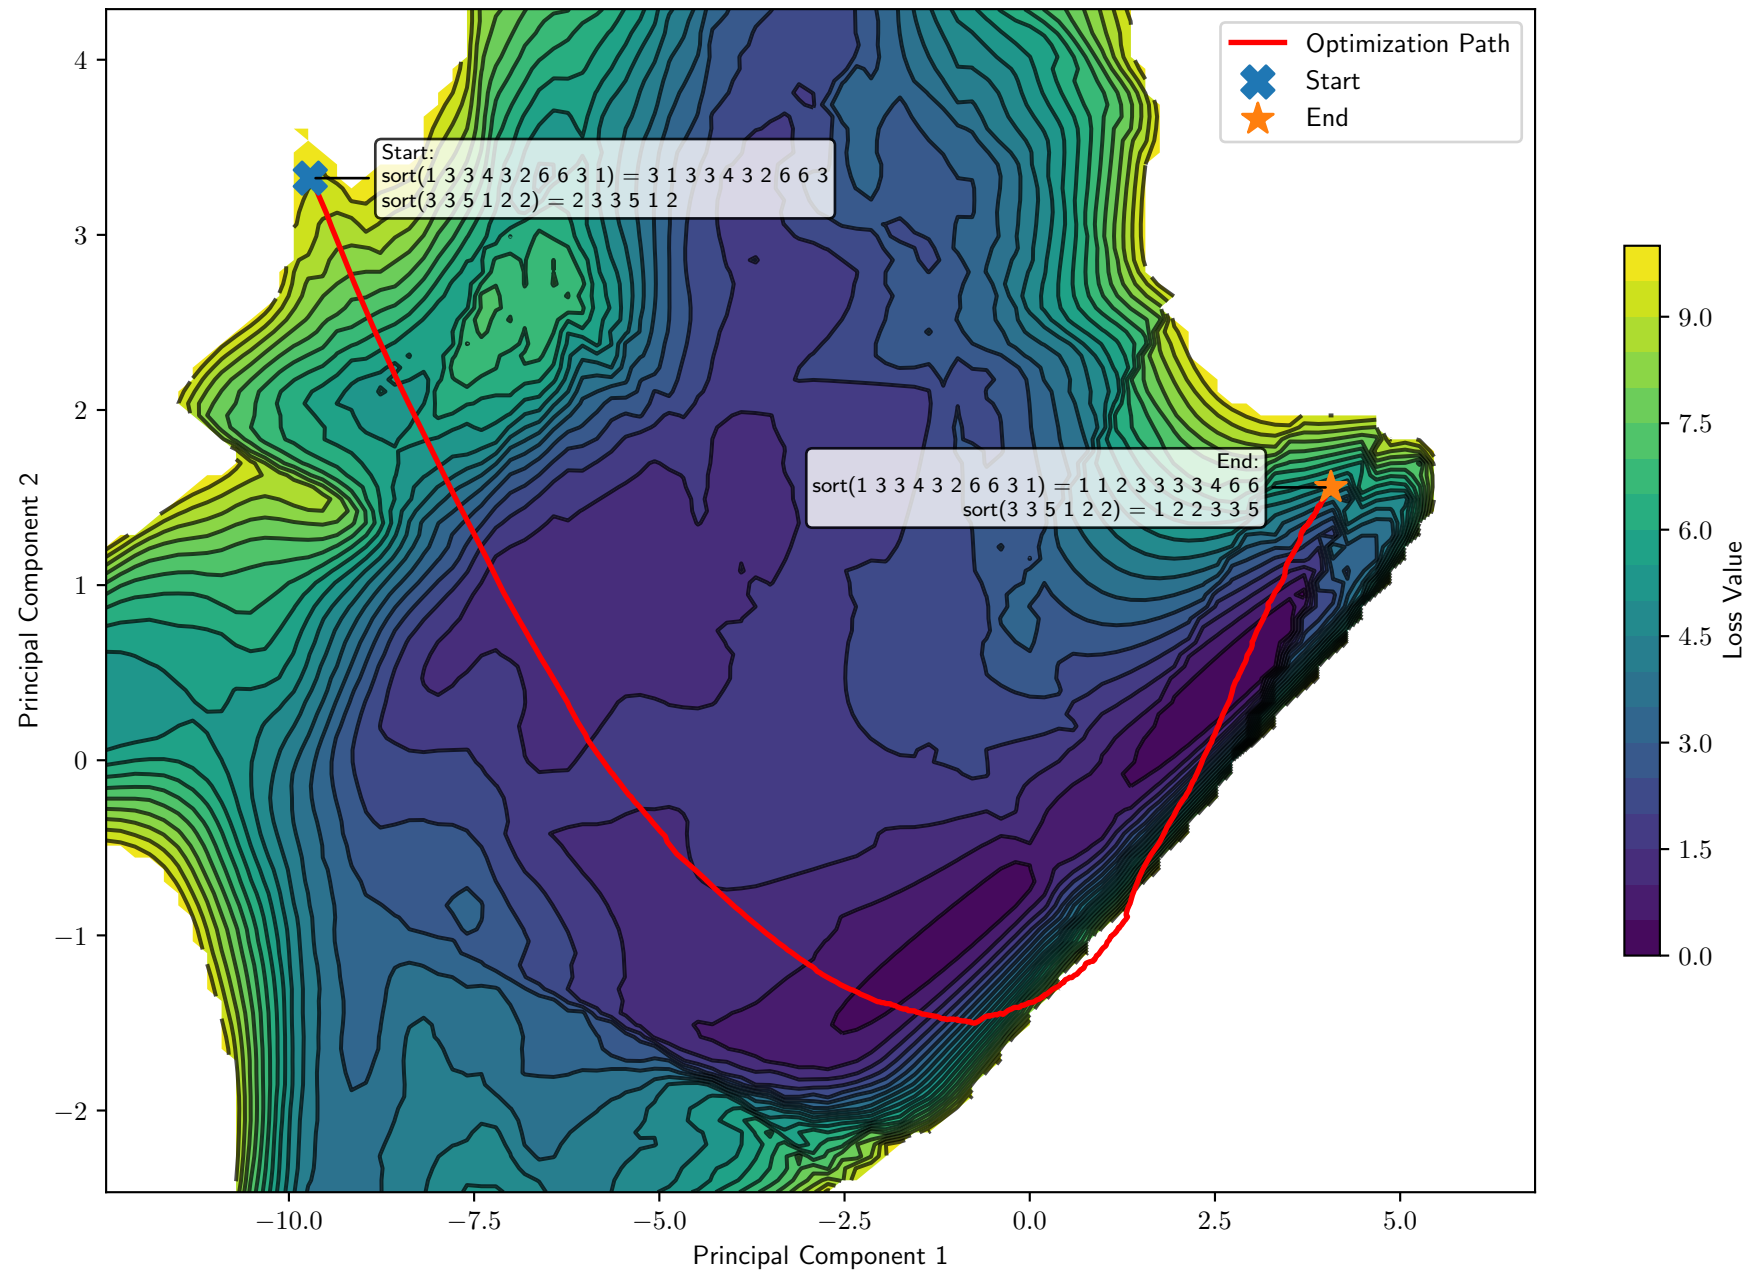 Optimization Path
Start
End
Start:
sort(1 3 3 4 3 2 6 6 3 1) = 3 1 3 3 4 3 2 6 6 3
sort(3 3 5 1 2 2) = 2 3 3 5 1 2
End:
sort(1 3 3 4 3 2 6 6 3 1) = 1 1 2 3 3 3 3 4 6 6
sort(3 3 5 1 2 2) = 1 2 2 3 3 5
4
3
2
1
0
−1
−2
Principal Component 2
−10.0
−7.5
−5.0
−2.5
0.0
2.5
5.0
Principal Component 1
9.0
7.5
6.0
4.5
3.0
1.5
0.0
Loss Value